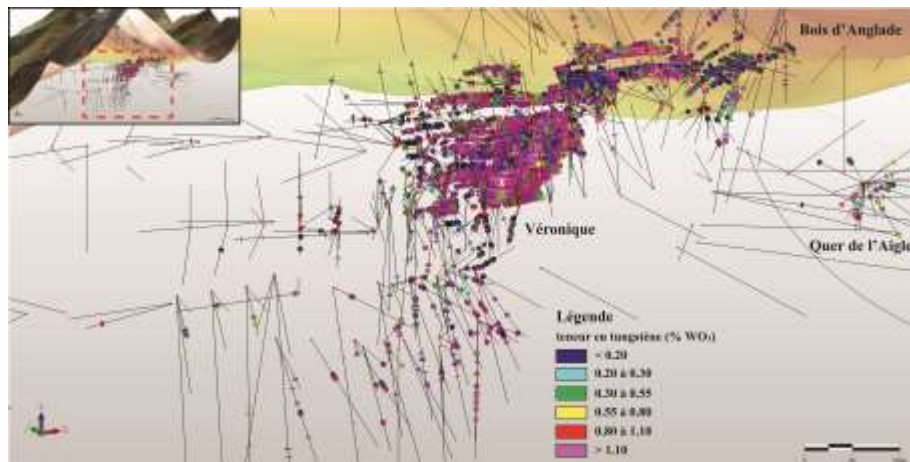 Bois d'Anglade
Véronique
Quer de l'Aigle
Légende
teneur en tungstène (% WO₃)
< 0.20
0.20 à 0.30
0.30 à 0.55
0.55 à 0.80
0.80 à 1.10
> 1.10